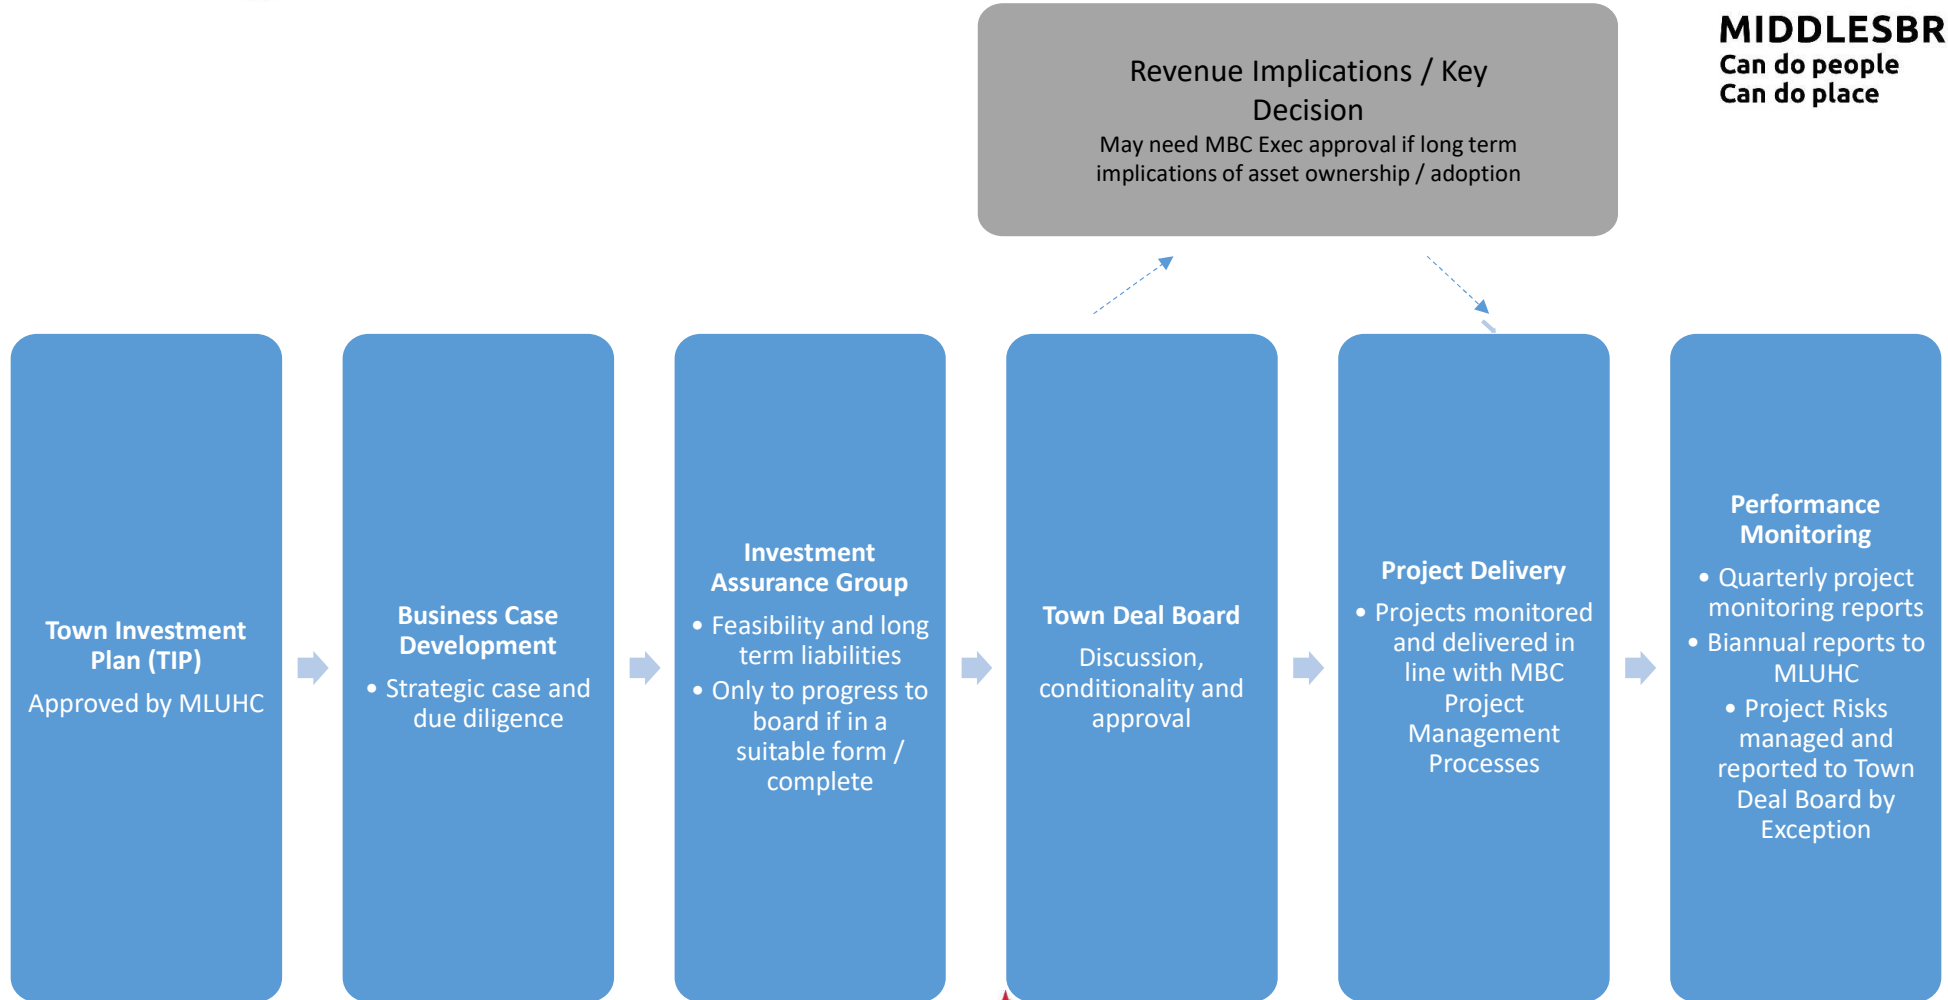 MIDDLESBR
Can do people
Can do place
Revenue Implications / Key
Decision
May need MBC Exec approval if long term
implications of asset ownership / adoption
Town Investment
Plan (TIP)
Approved by MLUHC
Business Case
Development
• Strategic case and
due diligence
Investment
Assurance Group
• Feasibility and long
term liabilities
• Only to progress to
board if in a
suitable form /
complete
Town Deal Board
Discussion,
conditionality and
approval
Project Delivery
• Projects monitored
and delivered in
line with MBC
Project
Management
Processes
Performance
Monitoring
• Quarterly project
monitoring reports
• Biannual reports to
MLUHC
• Project Risks
managed and
reported to Town
Deal Board by
Exception